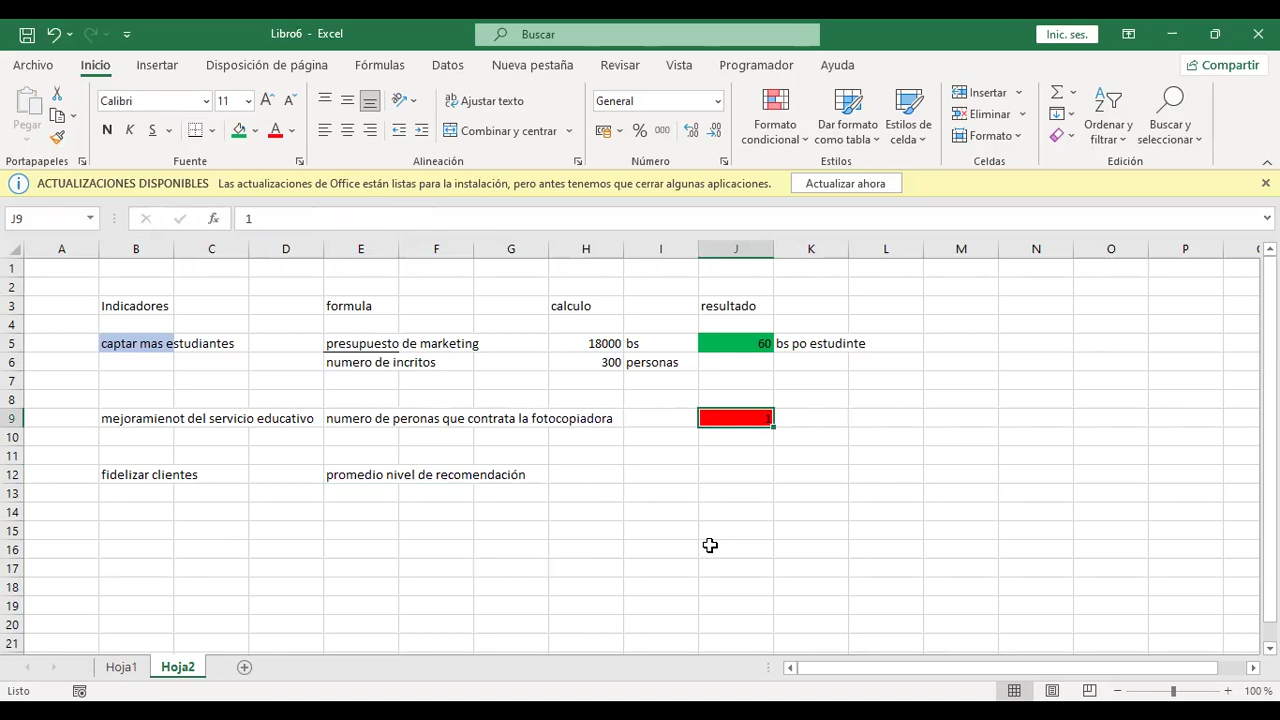 Libro6 - Excel
Buscar
Inic. ses.
Archivo Inicio Insertar Disposición de página Fórmulas Datos Nueva pestaña Revisar Vista Programador Ayuda
Compartir
Pegar
Calibri 11
N K S
Ajustar texto
Combinar y centrar
General
% 000
Formato condicional
Dar formato como tabla
Estilos de celda
Insertar
Eliminar
Formato
Ordenar y filtrar
Buscar y seleccionar
Portapapeles Fuente Alineación Número Estilos Celdas Edición
ACTUALIZACIONES DISPONIBLES Las actualizaciones de Office están listas para la instalación, pero antes tenemos que cerrar algunas aplicaciones. Actualizar ahora
J9 fx 1
A B C D E F G H I J K L M N O P
1
2
3 Indicadores formula calculo resultado
4
5 captar mas estudiantes presupuesto de marketing 18000 bs 60 bs po estudinte
6 numero de incritos 300 personas
7
8
9 mejoramienot del servicio educativo numero de peronas que contrata la fotocopiadora 1
10
11
12 fidelizar clientes promedio nivel de recomendación
13
14
15
16
17
18
19
20
21
Hoja1 Hoja2
Listo
100 %